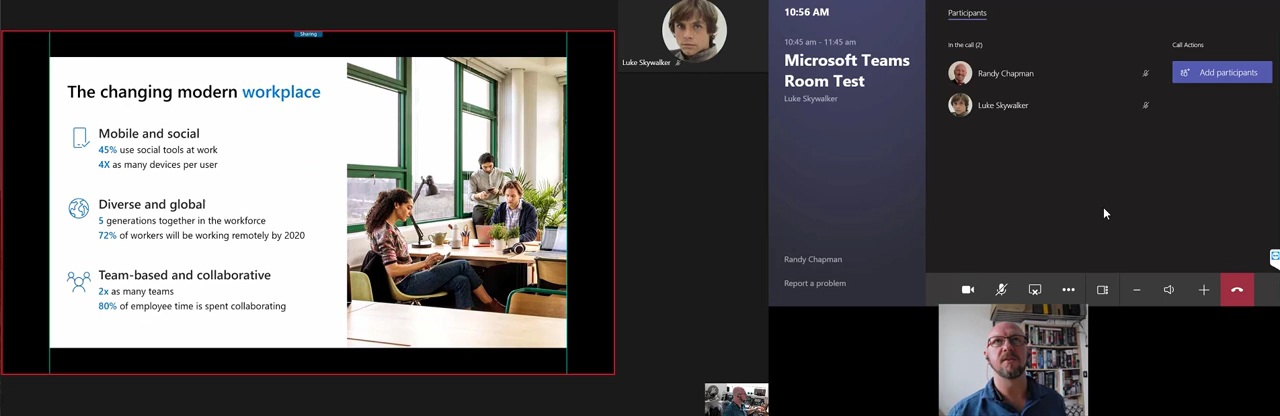 Sharing
The changing modern workplace
Mobile and social
45% use social tools at work
4X as many devices per user
Diverse and global
5 generations together in the workforce
72% of workers will be working remotely by 2020
Team-based and collaborative
2x as many teams
80% of employee time is spent collaborating
Luke Skywalker
10:56 AM
10:45 am - 11:45 am
Microsoft Teams
Room Test
Luke Skywalker
Randy Chapman
Report a problem
Participants
In the call (2)
Call Actions
Randy Chapman
Add participants
Luke Skywalker